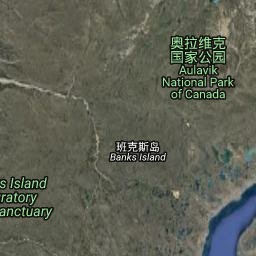 奥拉维克
国家公园
Aulavik
National Park
of Canada
班克斯岛
Banks Island
s Island
ratory
anctuary